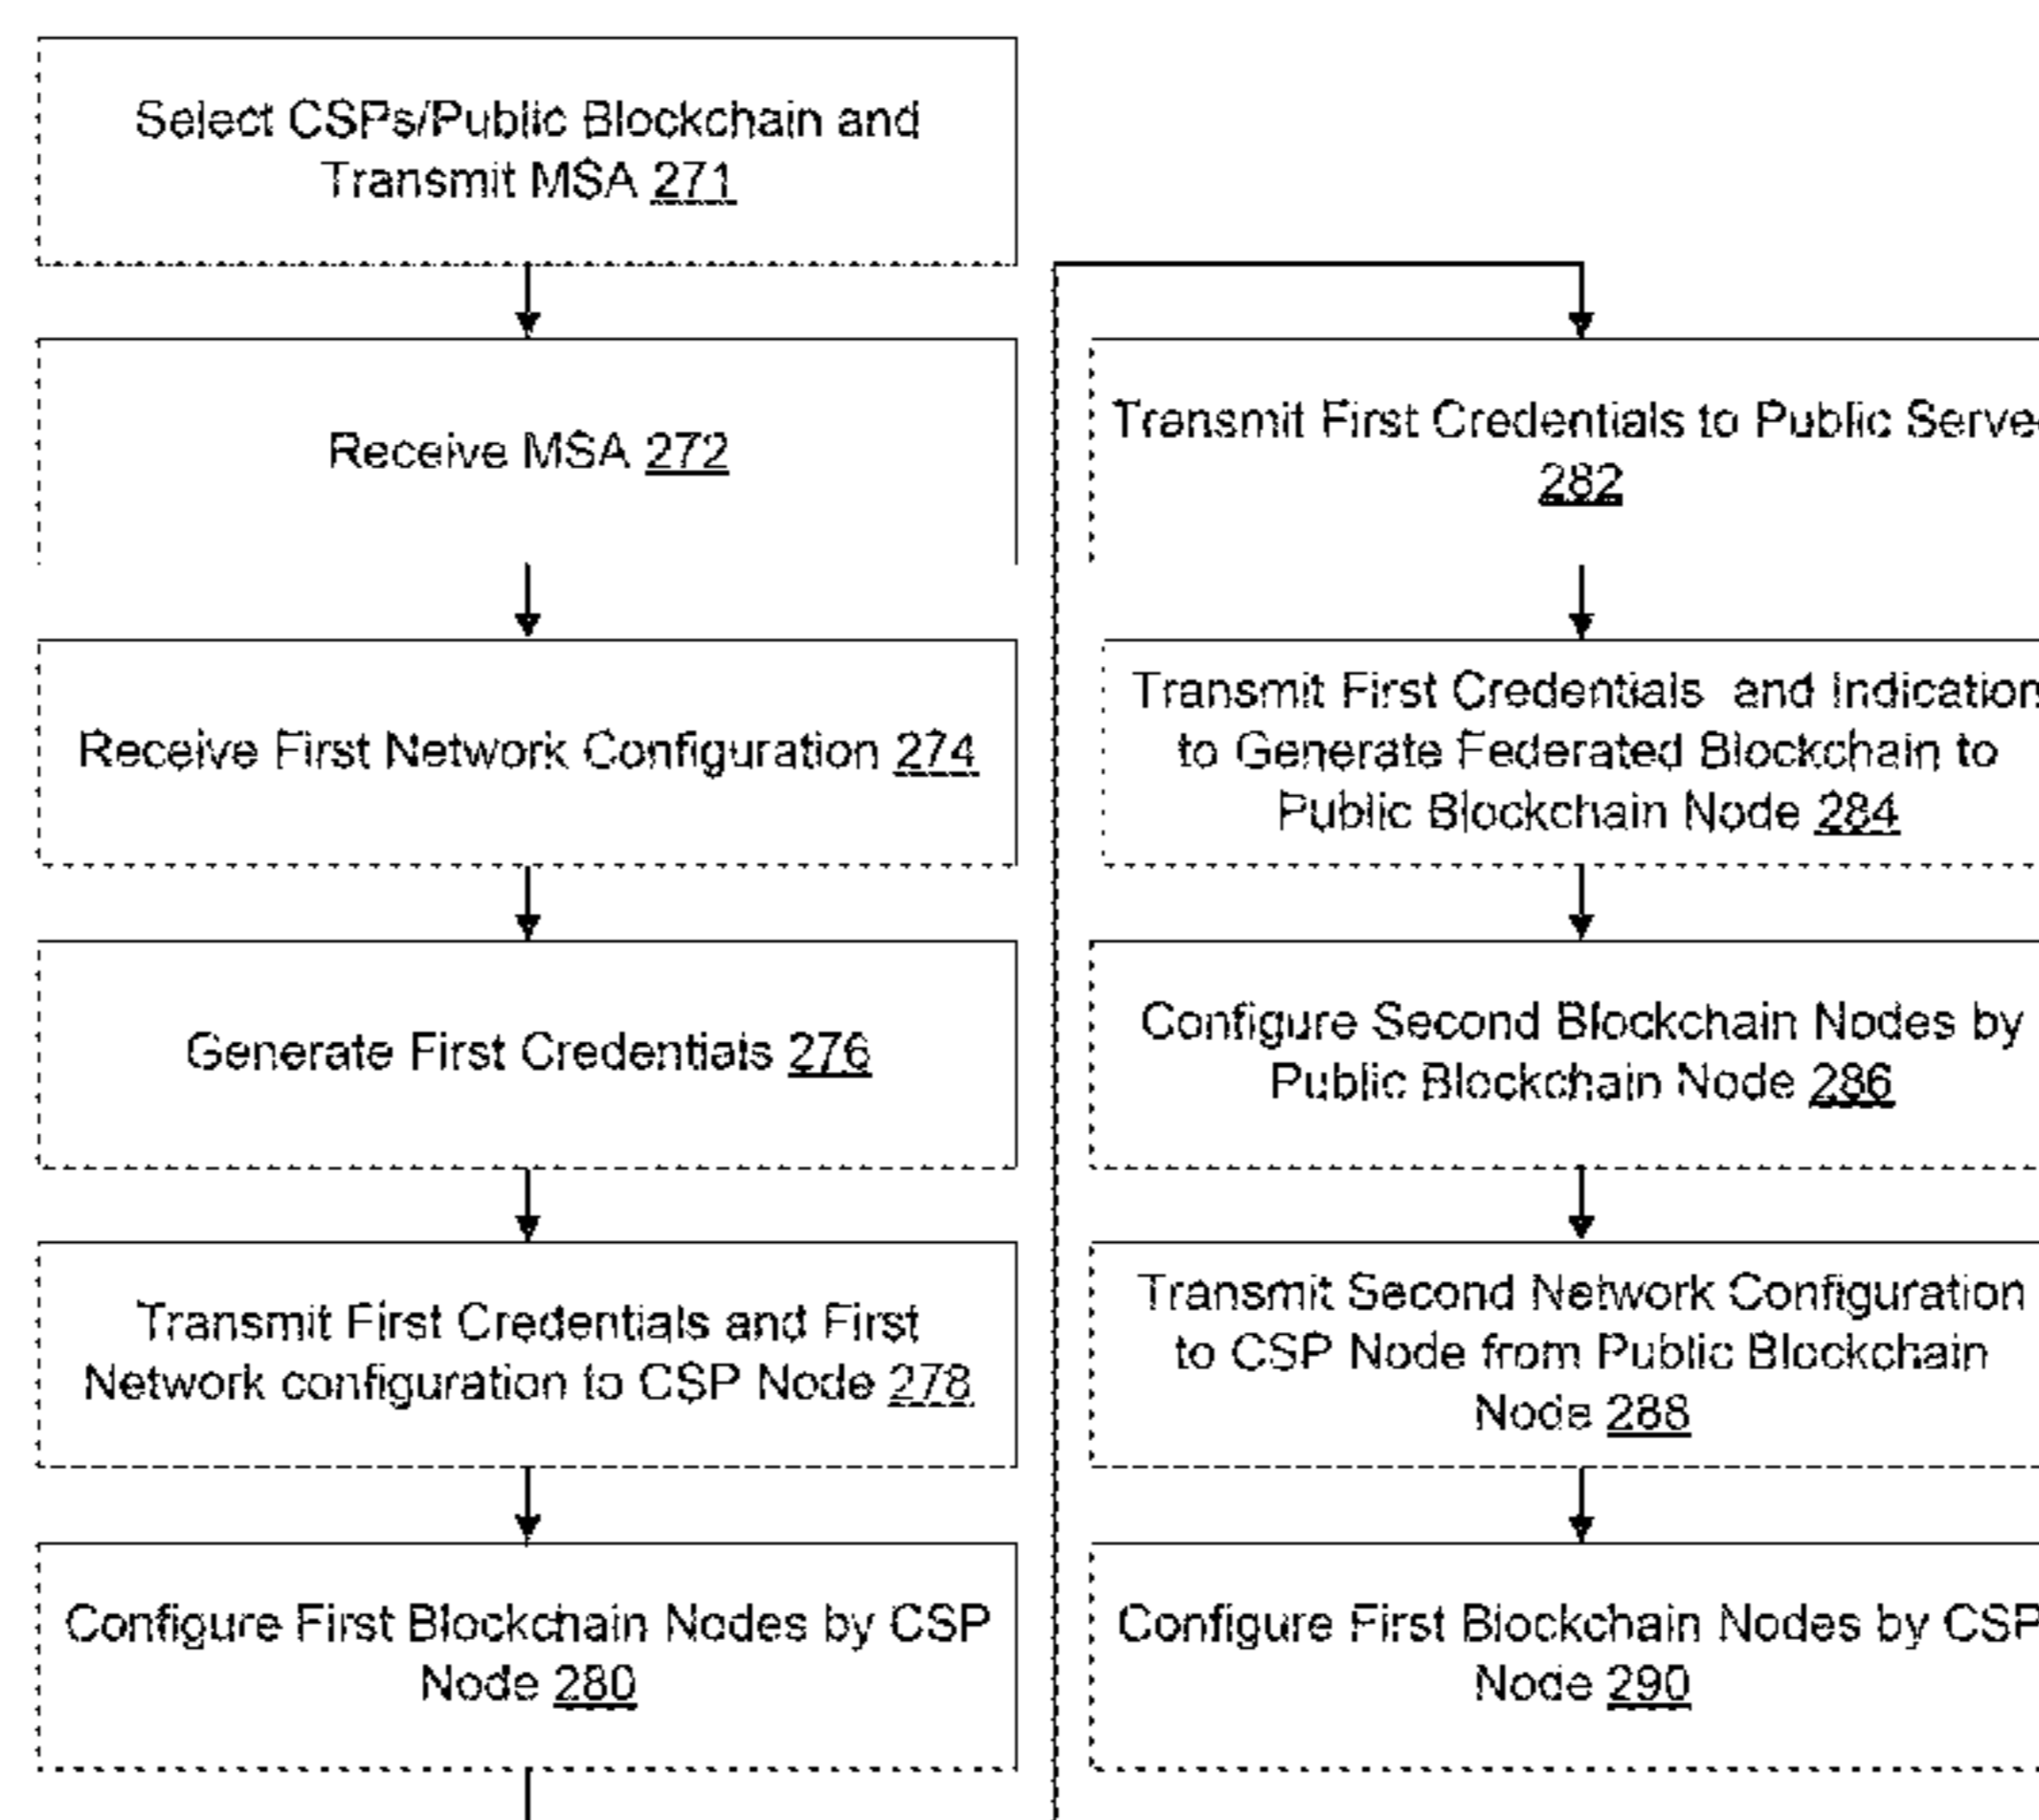 Select CSPs/Public Blockchain and
Transmit MSA 271
Receive MSA 272
Receive First Network Configuration 274
Generate First Credentials 276
Transmit First Credentials and First
Network configuration to CSP Node 278
Configure First Blockchain Nodes by CSP
Node 280
Transmit First Credentials to Public
282
Transmit First Credentials and Indication
to Generate Federated Blockchain to
Public Blockchain Node 284
Configure Second Blockchain Nodes by
Public Blockchain Node 286
Transmit Second Network Configuration
to CSP Node from Public Blockchain
Node 288
Configure First Blockchain Nodes by CSP
Node 290